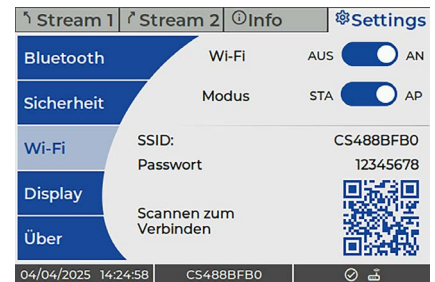 Stream 1
Stream 2
Info
Settings
Bluetooth
Wi-Fi
AUS
AN
Sicherheit
Modus
STA
AP
Wi-Fi
SSID:
CS488BFB0
Passwort
12345678
Display
Scannen zum
Verbinden
Über
04/04/2025 14:24:58
CS488BFB0